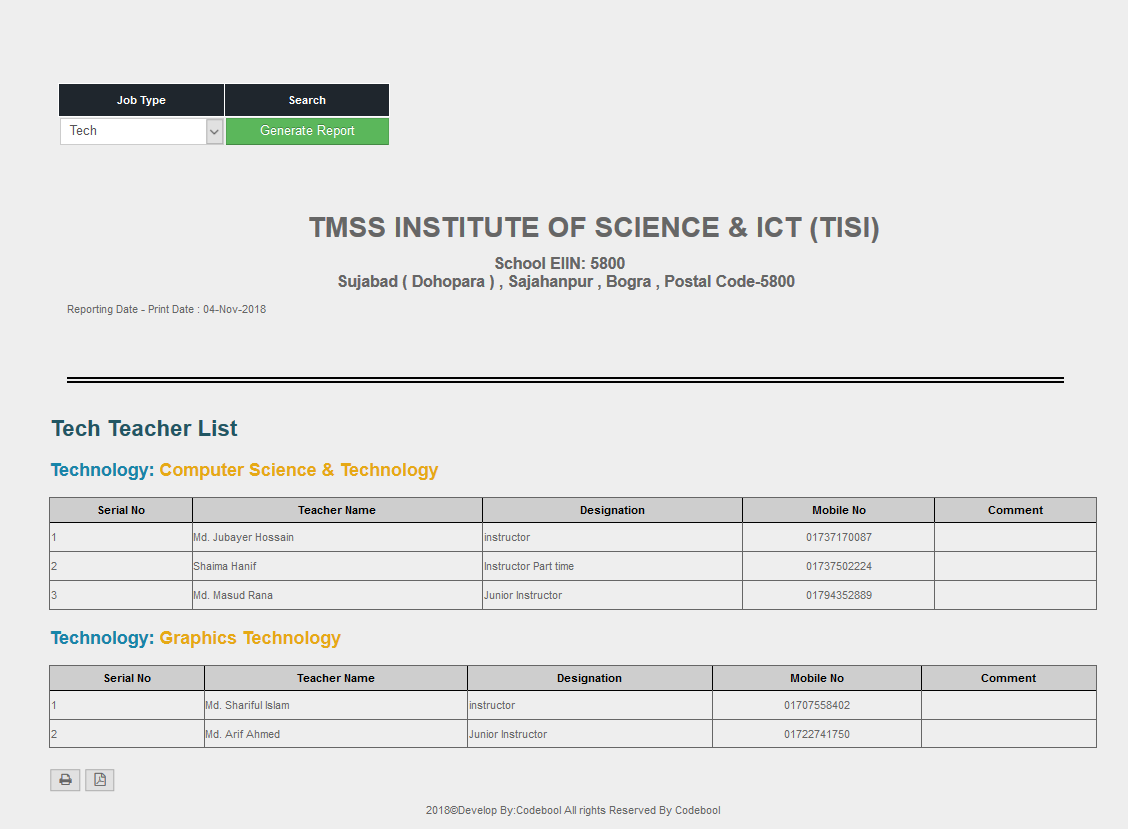 Job Type Search
Tech Generate Report
TMSS INSTITUTE OF SCIENCE & ICT (TISI)
School EIIN: 5800
Sujabad ( Dohopara ) , Sajahanpur , Bogra , Postal Code-5800
Reporting Date - Print Date : 04-Nov-2018
Tech Teacher List
Technology: Computer Science & Technology
Serial No Teacher Name Designation Mobile No Comment
1 Md. Jubayer Hossain instructor 01737170087
2 Shaima Hanif Instructor Part time 01737502224
3 Md. Masud Rana Junior Instructor 01794352889
Technology: Graphics Technology
Serial No Teacher Name Designation Mobile No Comment
1 Md. Shariful Islam instructor 01707558402
2 Md. Arif Ahmed Junior Instructor 01722741750
2018©Develop By:Codebool All rights Reserved By Codebool